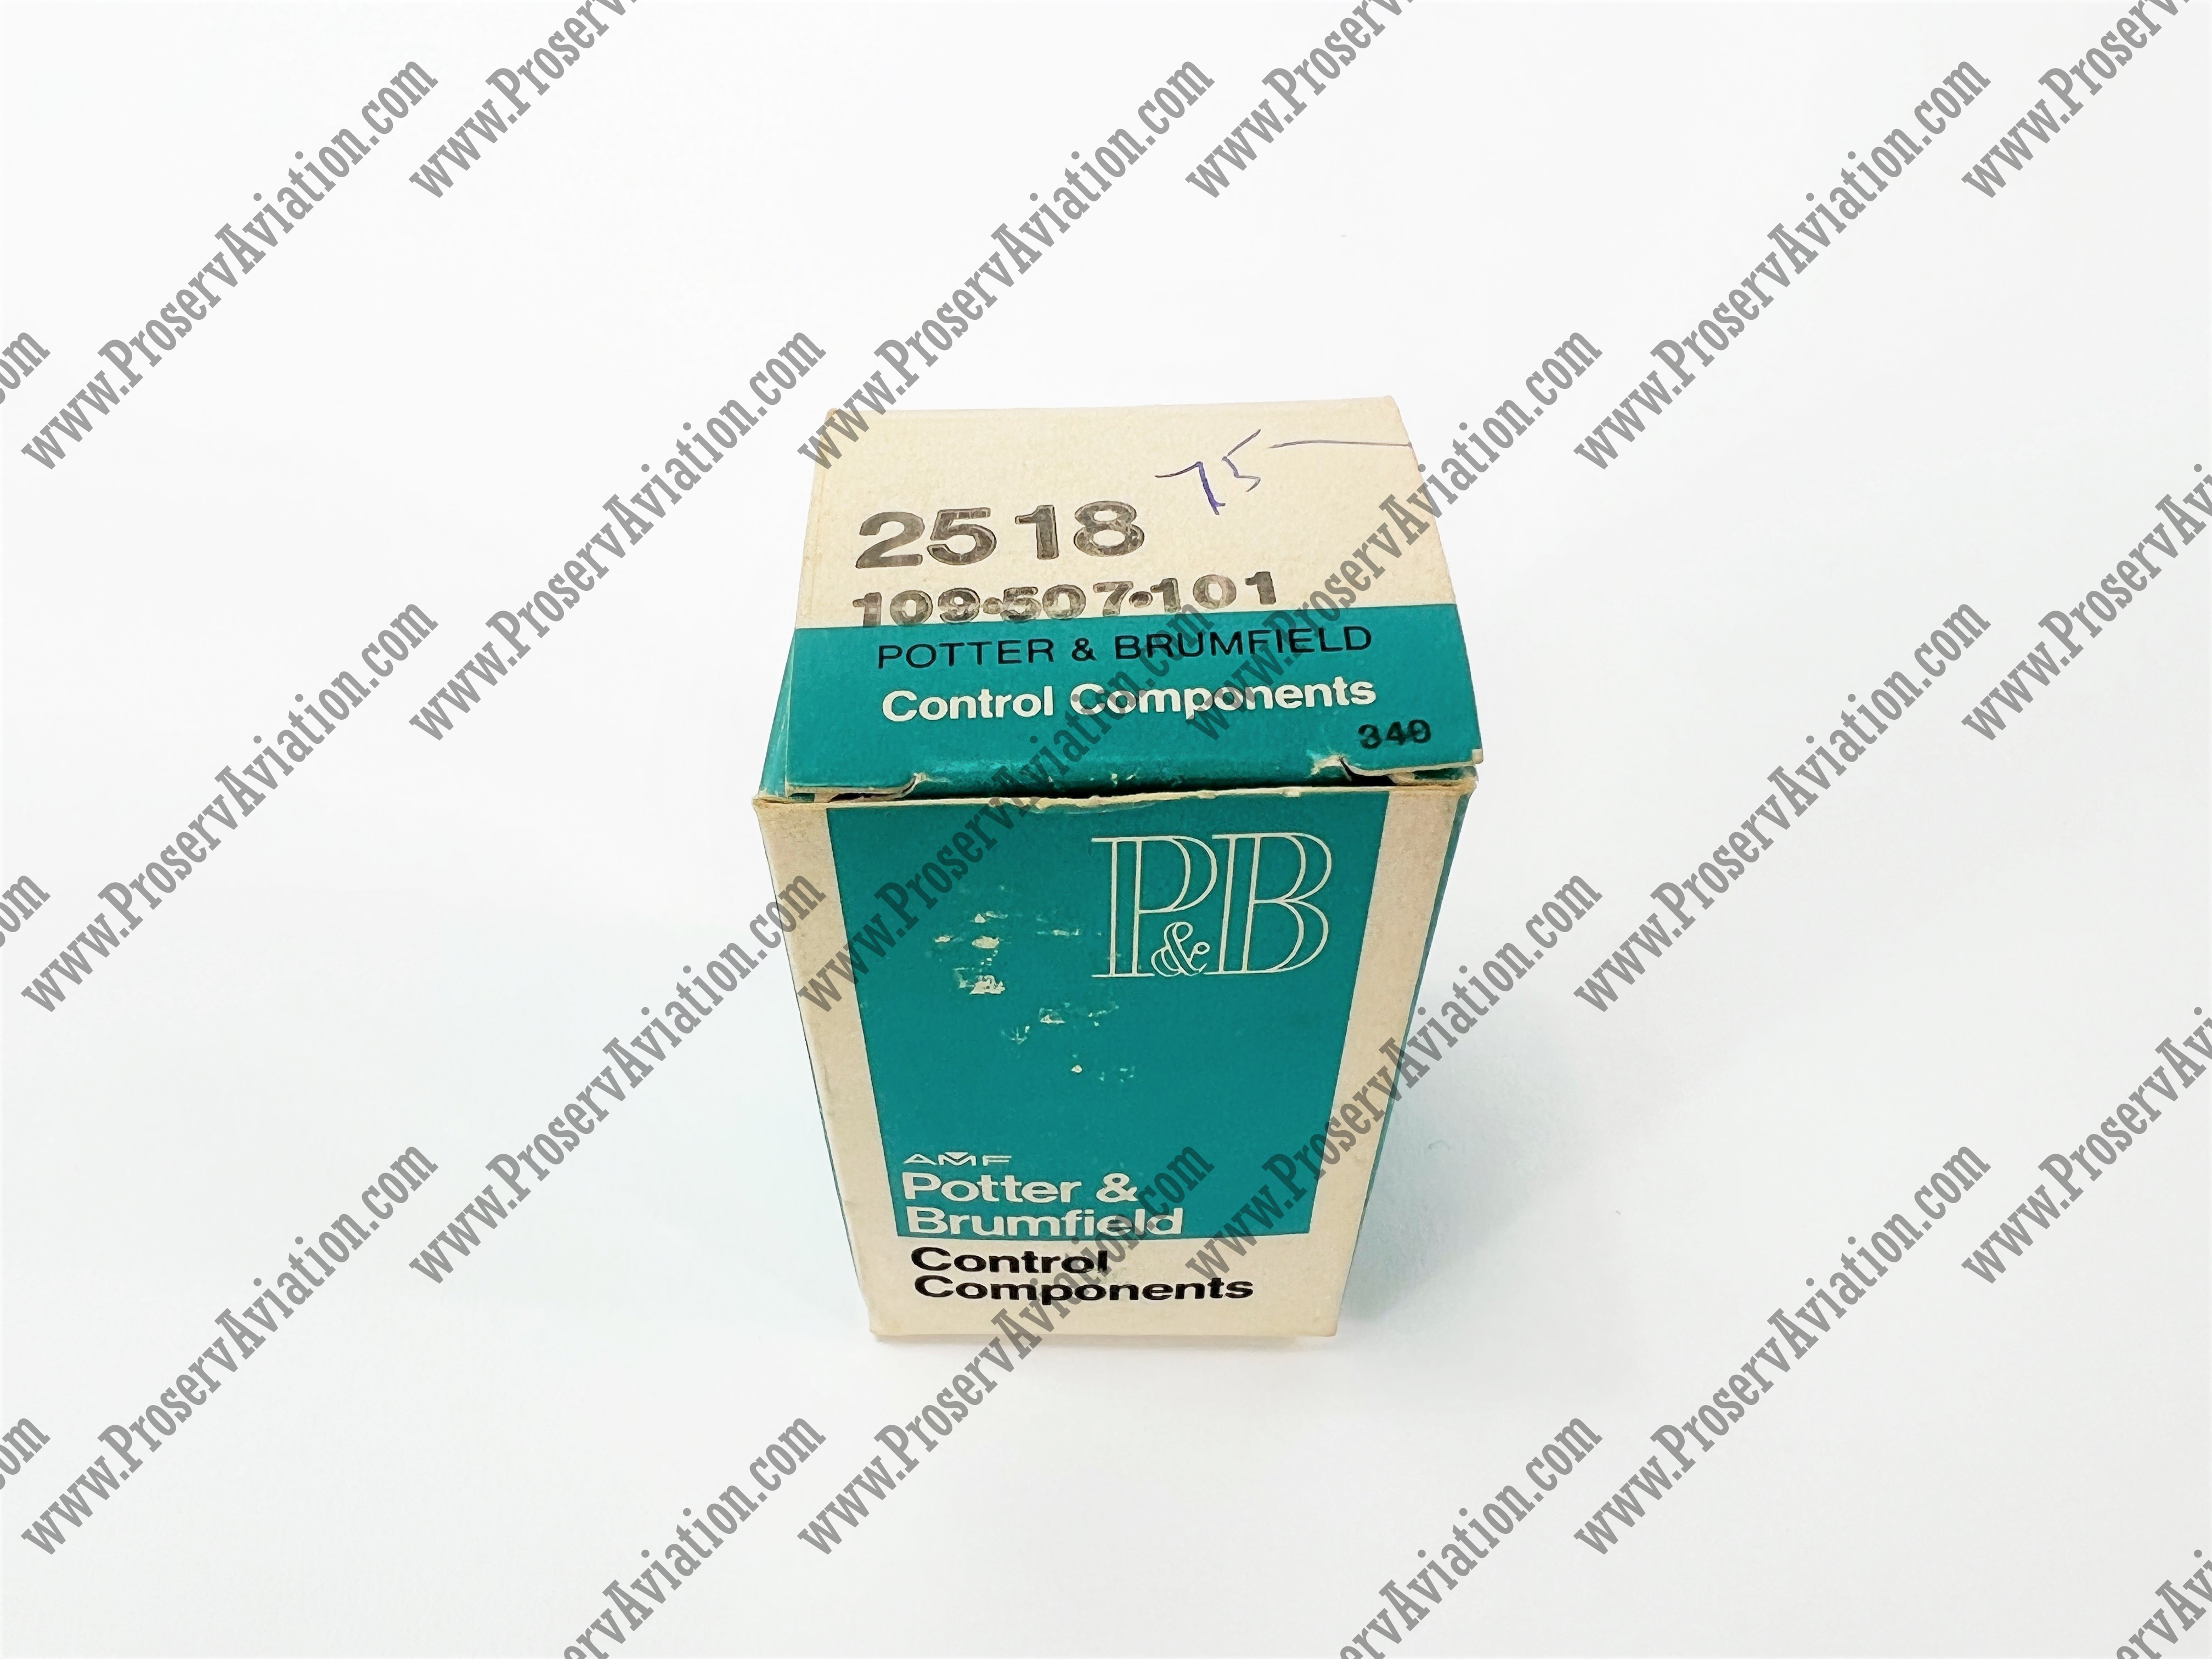 75
2518
109-507-101
POTTER & BRUMFIELD
Control Components
340
P&B
AMF
Potter &
Brumfield
Control
Components
www.ProservAviation.com